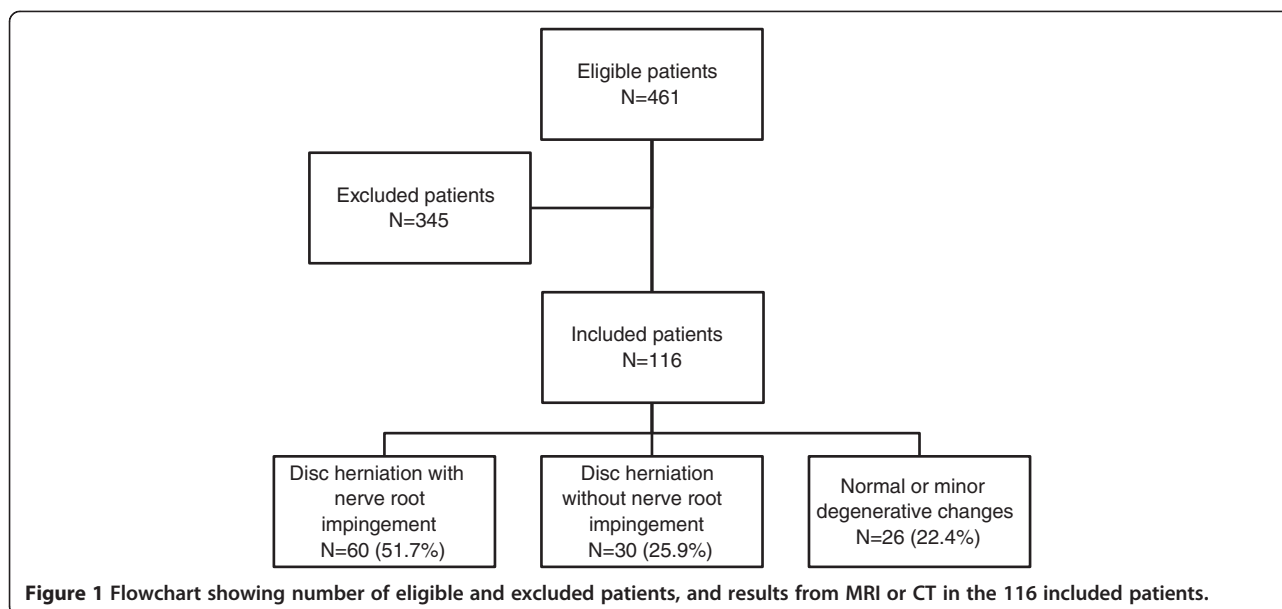 Eligible patients
N=461
Excluded patients
N=345
Included patients
N=116
Disc herniation with
nerve root
impingement
N=60 (51.7%)
Disc herniation
without nerve root
impingement
N=30 (25.9%)
Normal or minor
degenerative changes
N=26 (22.4%)
Figure 1 Flowchart showing number of eligible and excluded patients, and results from MRI or CT in the 116 included patients.